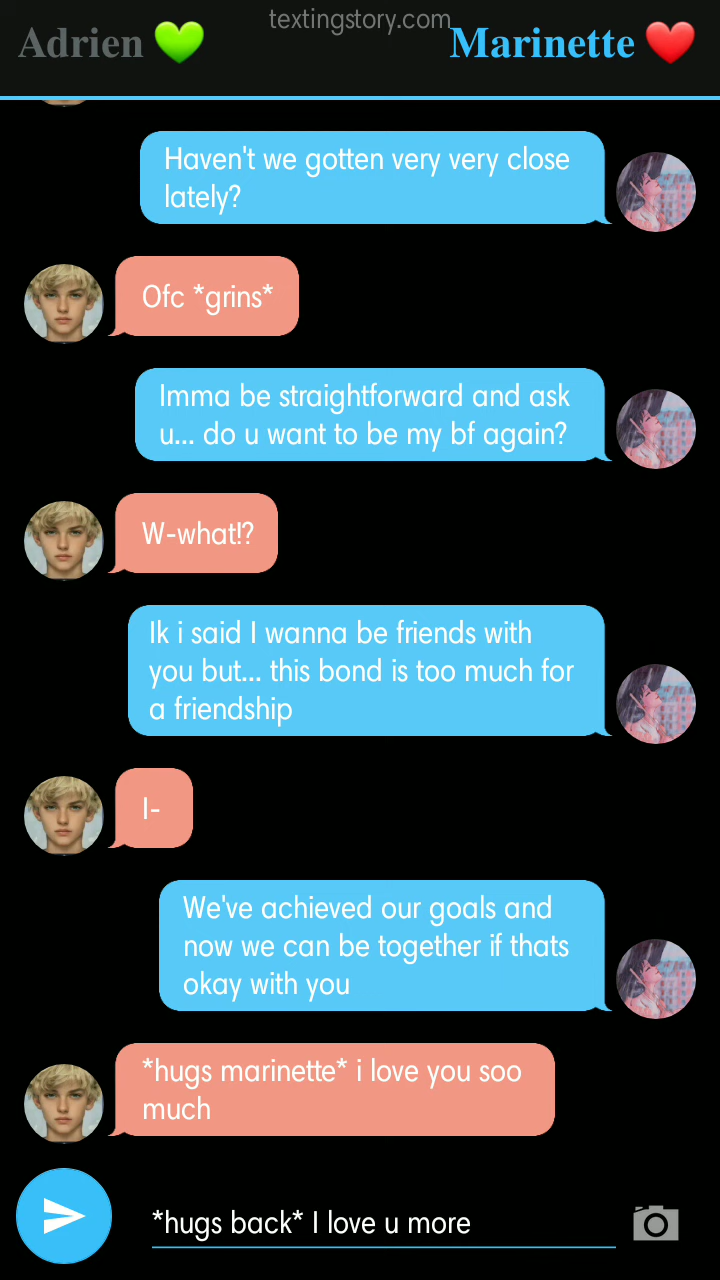 textingstory.com
Adrien 💚
Marinette ❤️
Haven't we gotten very very close
lately?
Ofc *grins*
Imma be straightforward and ask
u... do u want to be my bf again?
W-what!?
Ik i said I wanna be friends with
you but... this bond is too much for
a friendship
I-
We've achieved our goals and
now we can be together if thats
okay with you
*hugs marinette* i love you soo
much
*hugs back* I love u more